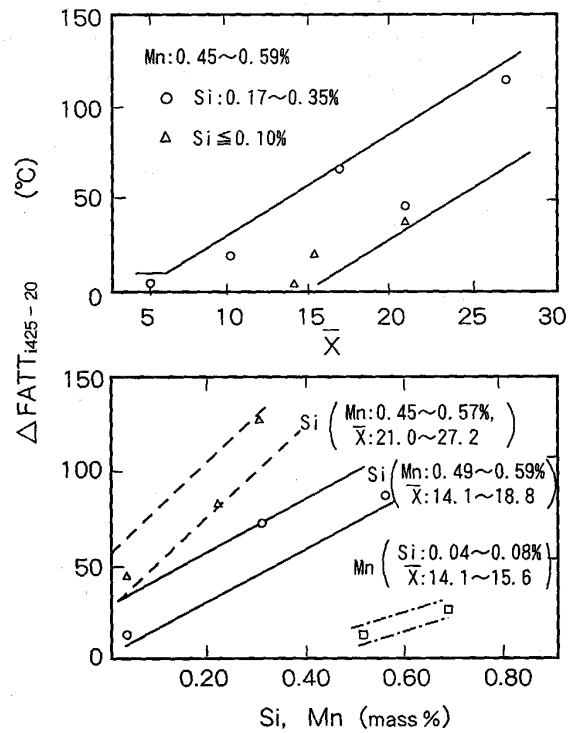 150
Mn:0.45～0.59%
○ Si:0.17～0.35%
△ Si≦0.10%
100
50
0
5 10 15 20 25 30
X̄
ΔFATTi425-20 (℃)
150
Si (Mn:0.45～0.57%,
X̄:21.0～27.2)
100
Si (Mn:0.49～0.59%
X̄:14.1～18.8)
50
Mn (Si:0.04～0.08%
X̄:14.1～15.6)
0
0.20 0.40 0.60 0.80
Si, Mn (mass%)